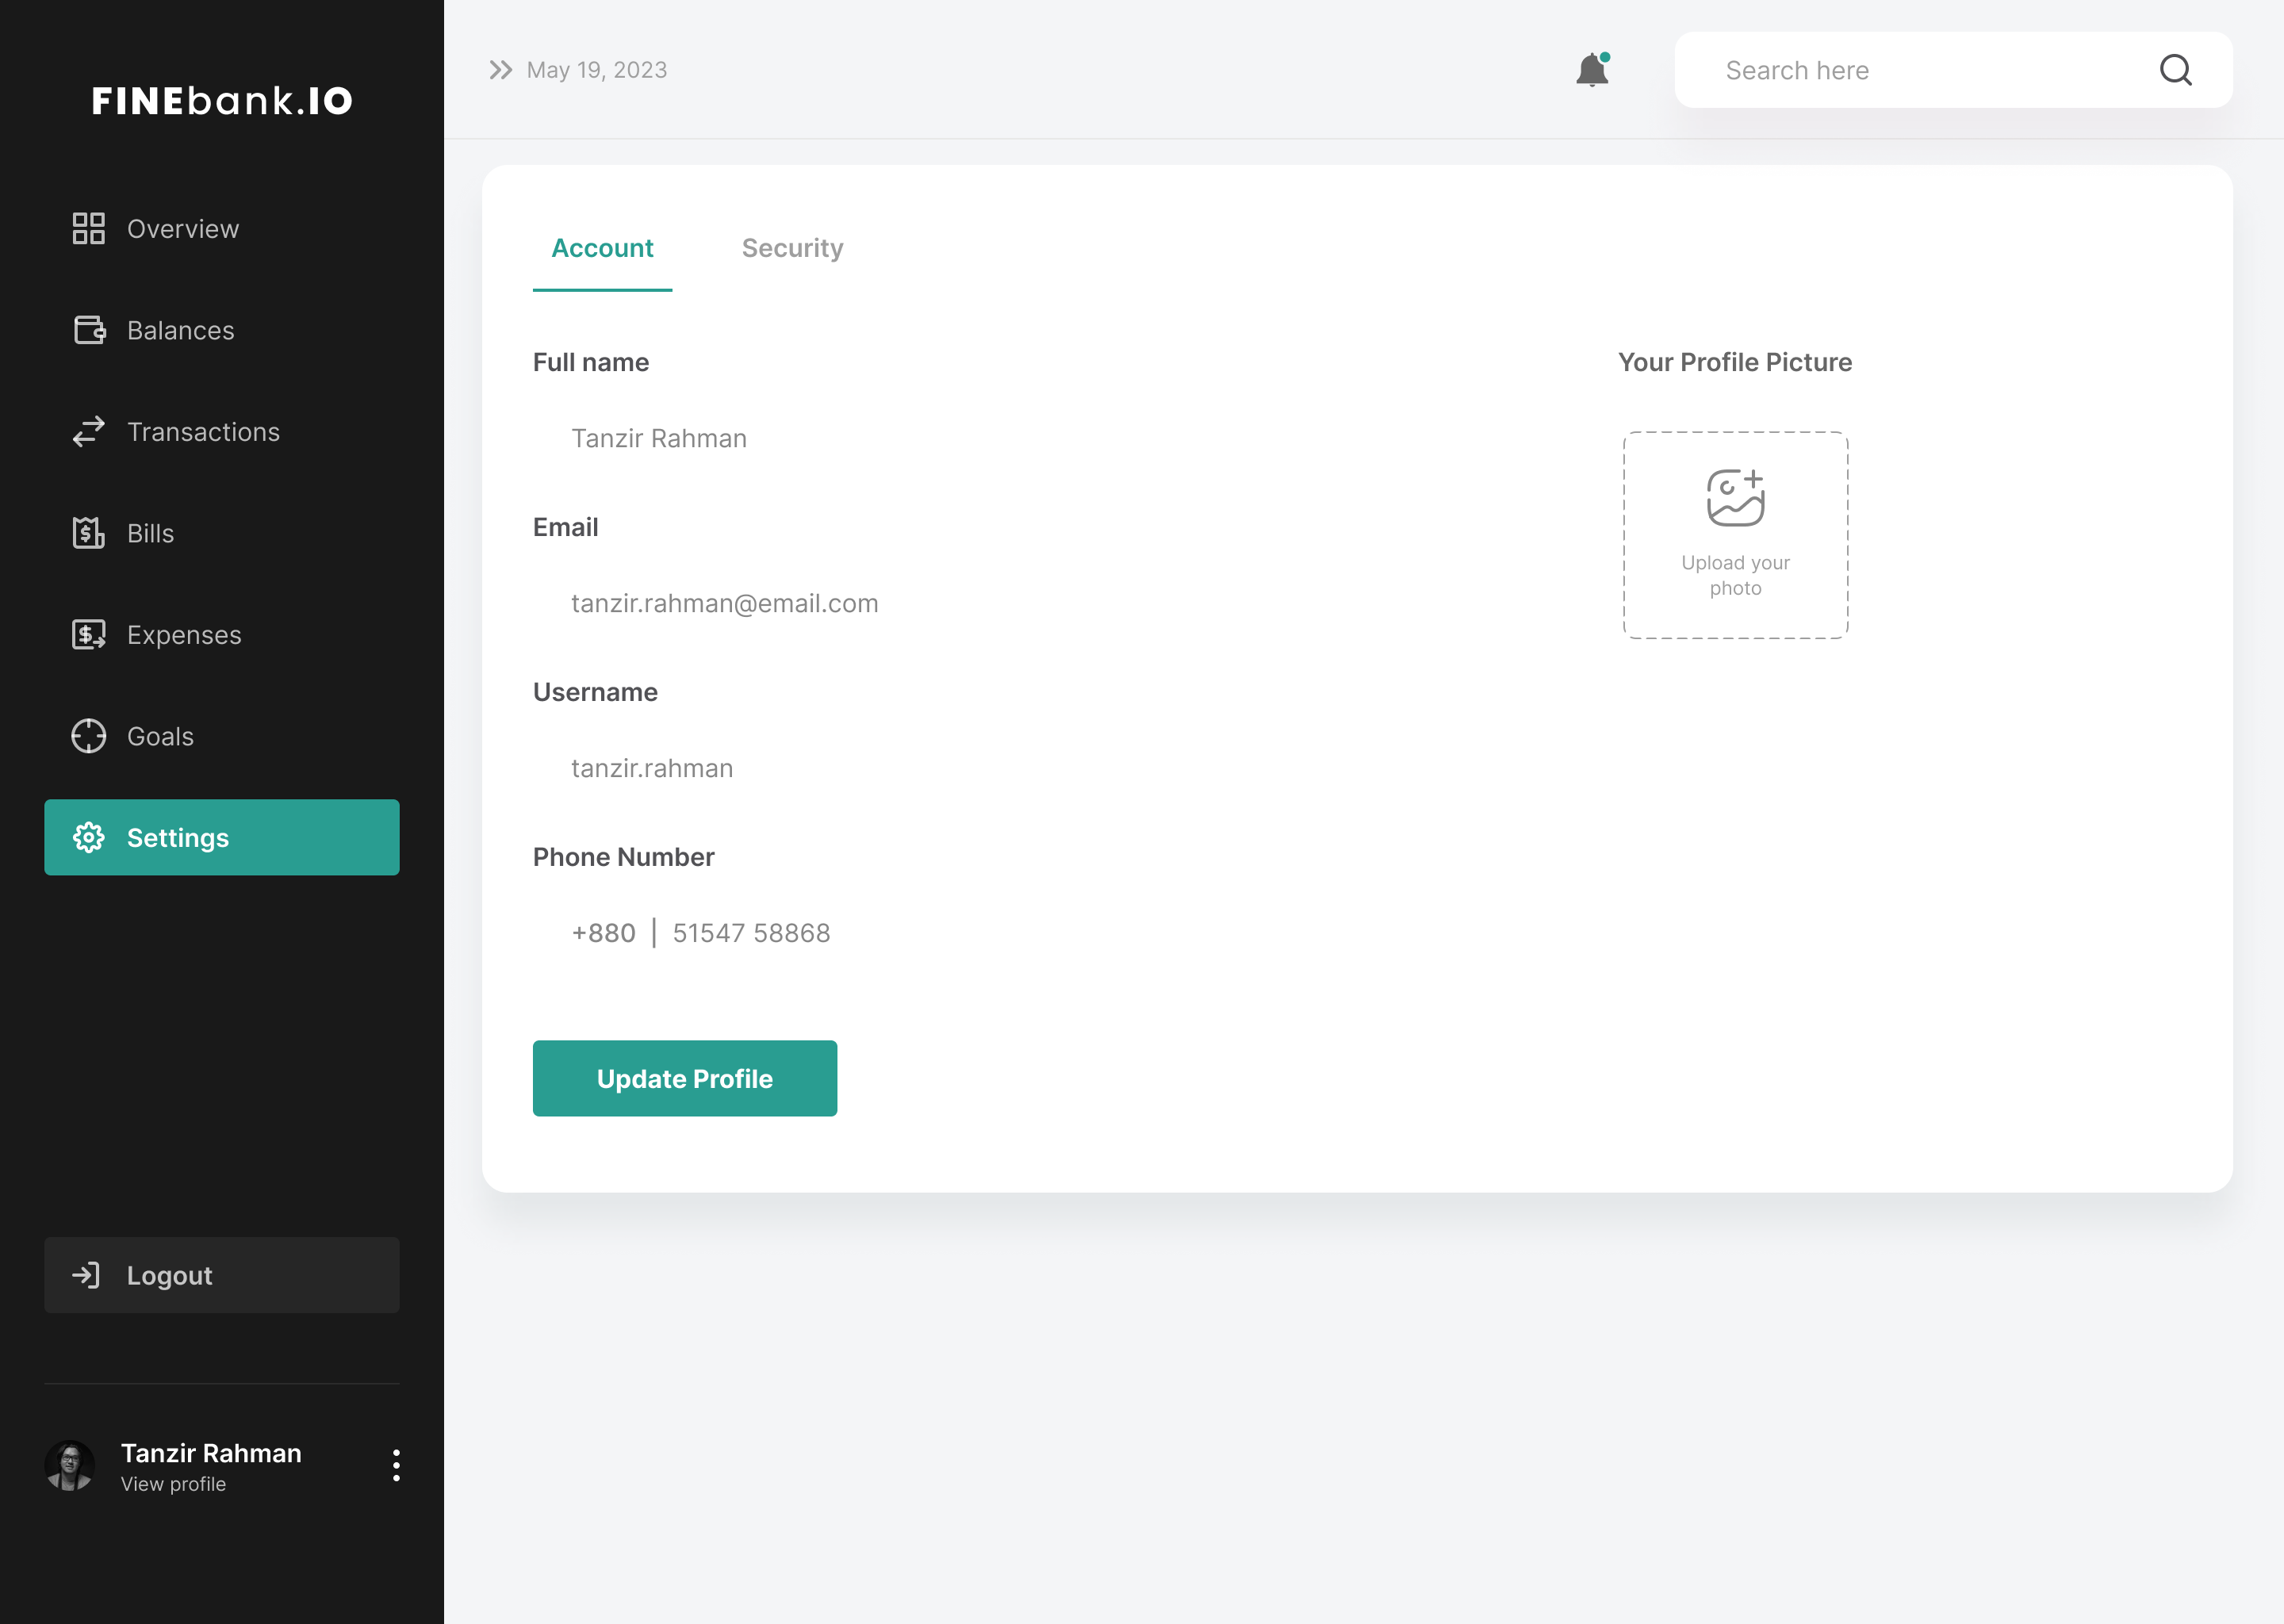 FINEbank.IO
Overview
Balances
Transactions
Bills
Expenses
Goals
Settings
Logout
Tanzir Rahman
View profile
May 19, 2023
Search here
Account
Security
Full name
Tanzir Rahman
Email
tanzir.rahman@email.com
Username
tanzir.rahman
Phone Number
+880 | 51547 58868
Update Profile
Your Profile Picture
Upload your
photo